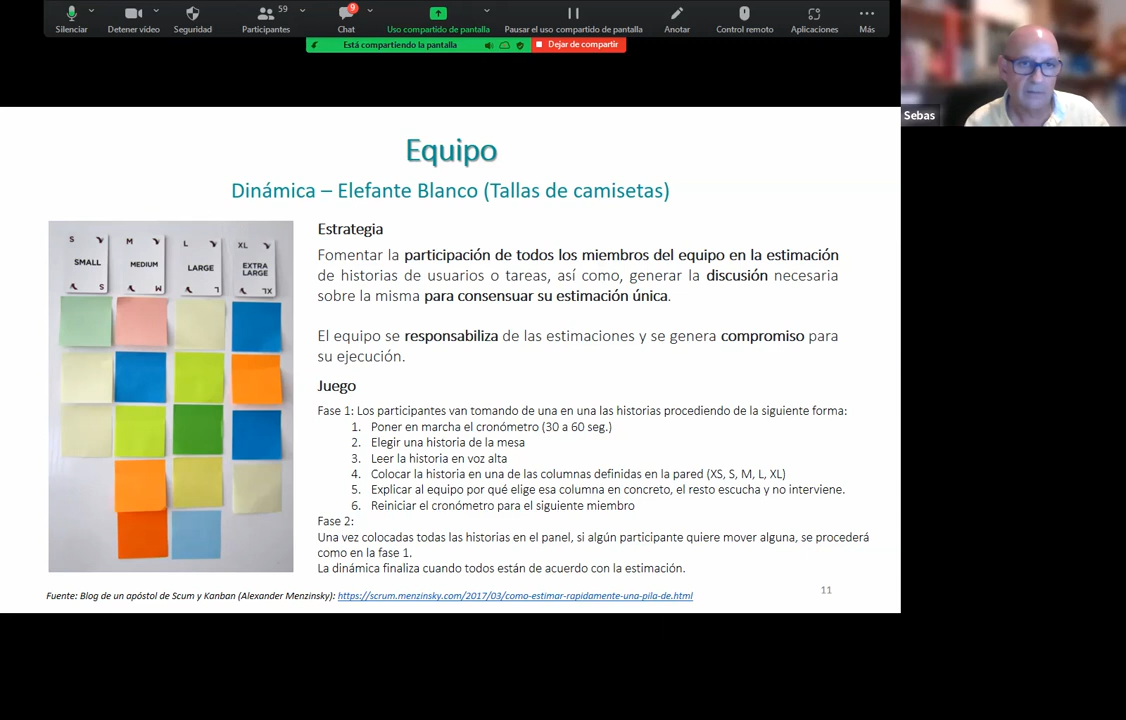 Silenciar
Detener vídeo
Seguridad
59
Participantes
9
Chat
Uso compartido de pantalla
Pausar el uso compartido de pantalla
Anotar
Control remoto
Aplicaciones
Más
Está compartiendo la pantalla
Dejar de compartir
Sebas
Equipo
Dinámica – Elefante Blanco (Tallas de camisetas)
S
SMALL
S
M
MEDIUM
M
L
LARGE
L
XL
EXTRA
LARGE
XL
Estrategia
Fomentar la participación de todos los miembros del equipo en la estimación
de historias de usuarios o tareas, así como, generar la discusión necesaria
sobre la misma para consensuar su estimación única.
El equipo se responsabiliza de las estimaciones y se genera compromiso para
su ejecución.
Juego
Fase 1: Los participantes van tomando de una en una las historias procediendo de la siguiente forma:
1. Poner en marcha el cronómetro (30 a 60 seg.)
2. Elegir una historia de la mesa
3. Leer la historia en voz alta
4. Colocar la historia en una de las columnas definidas en la pared (XS, S, M, L, XL)
5. Explicar al equipo por qué elige esa columna en concreto, el resto escucha y no interviene.
6. Reiniciar el cronómetro para el siguiente miembro
Fase 2:
Una vez colocadas todas las historias en el panel, si algún participante quiere mover alguna, se procederá
como en la fase 1.
La dinámica finaliza cuando todos están de acuerdo con la estimación.
Fuente: Blog de un apóstol de Scum y Kanban (Alexander Menzinsky): https://scrum.menzinsky.com/2017/03/como-estimar-rapidamente-una-pila-de.html
11